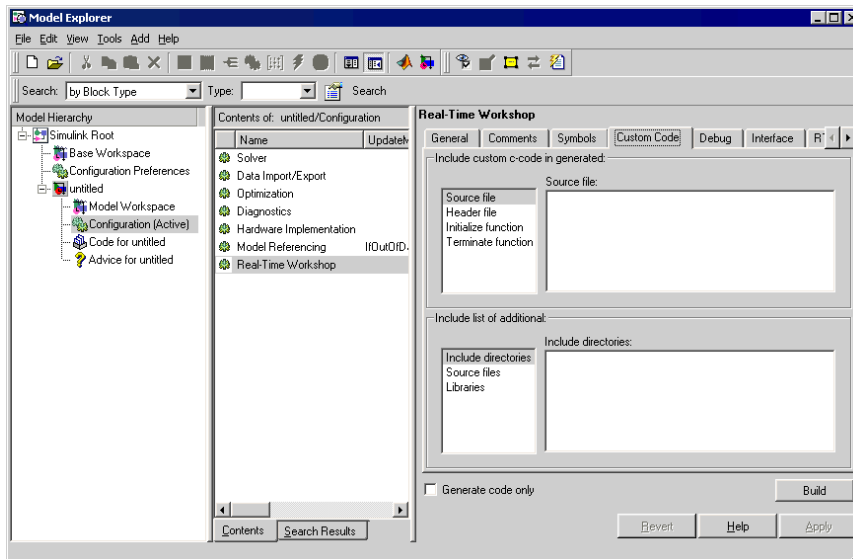 Model Explorer
File Edit View Tools Add Help
Search: by Block Type Type: Search
Model Hierarchy
Simulink Root
Base Workspace
Configuration Preferences
untitled
Model Workspace
Configuration (Active)
Code for untitled
Advice for untitled
Contents of: untitled/Configuration
Name UpdateM
Solver
Data Import/Export
Optimization
Diagnostics
Hardware Implementation
Model Referencing IfOutOfD.
Real-Time Workshop
Contents Search Results
Real-Time Workshop
General Comments Symbols Custom Code Debug Interface
Include custom c-code in generated:
Source file
Header file
Initialize function
Terminate function
Source file:
Include list of additional:
Include directories
Source files
Libraries
Include directories:
Generate code only
Build
Revert Help Apply